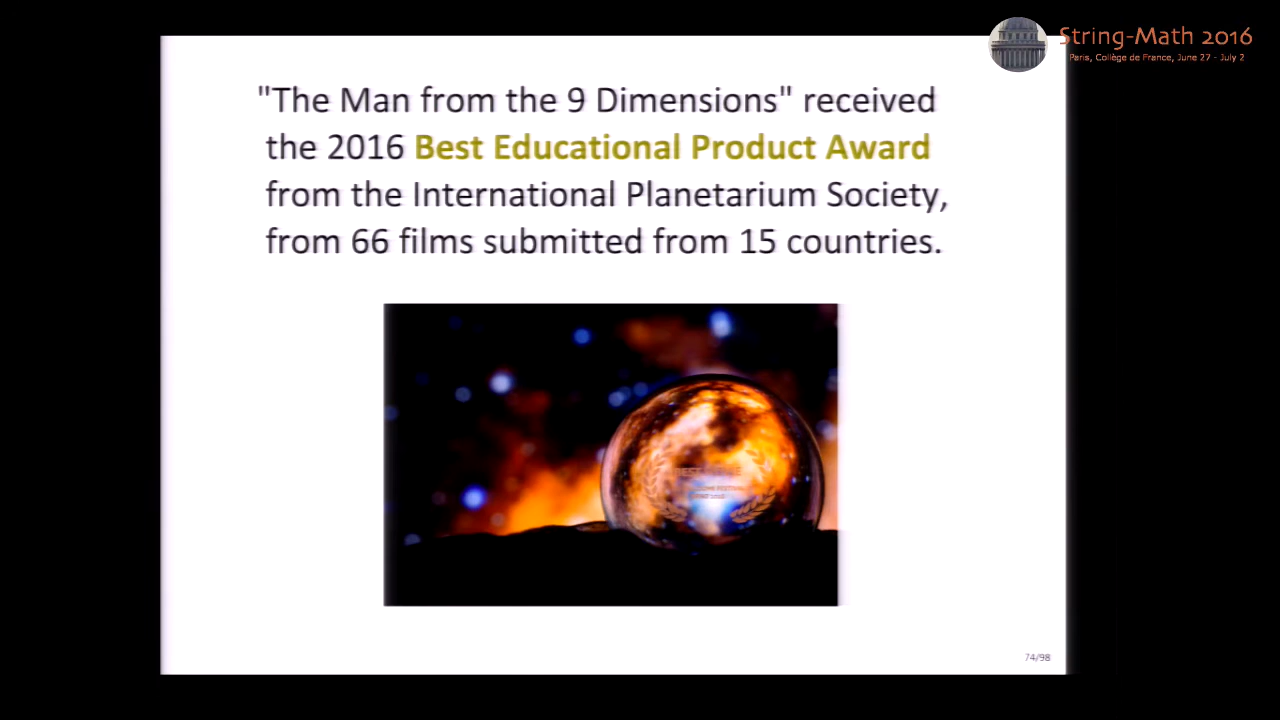 String-Math 2016
Paris, Collège de France, June 27 - July 2
"The Man from the 9 Dimensions" received
the 2016 Best Educational Product Award
from the International Planetarium Society,
from 66 films submitted from 15 countries.
BEST
74/98